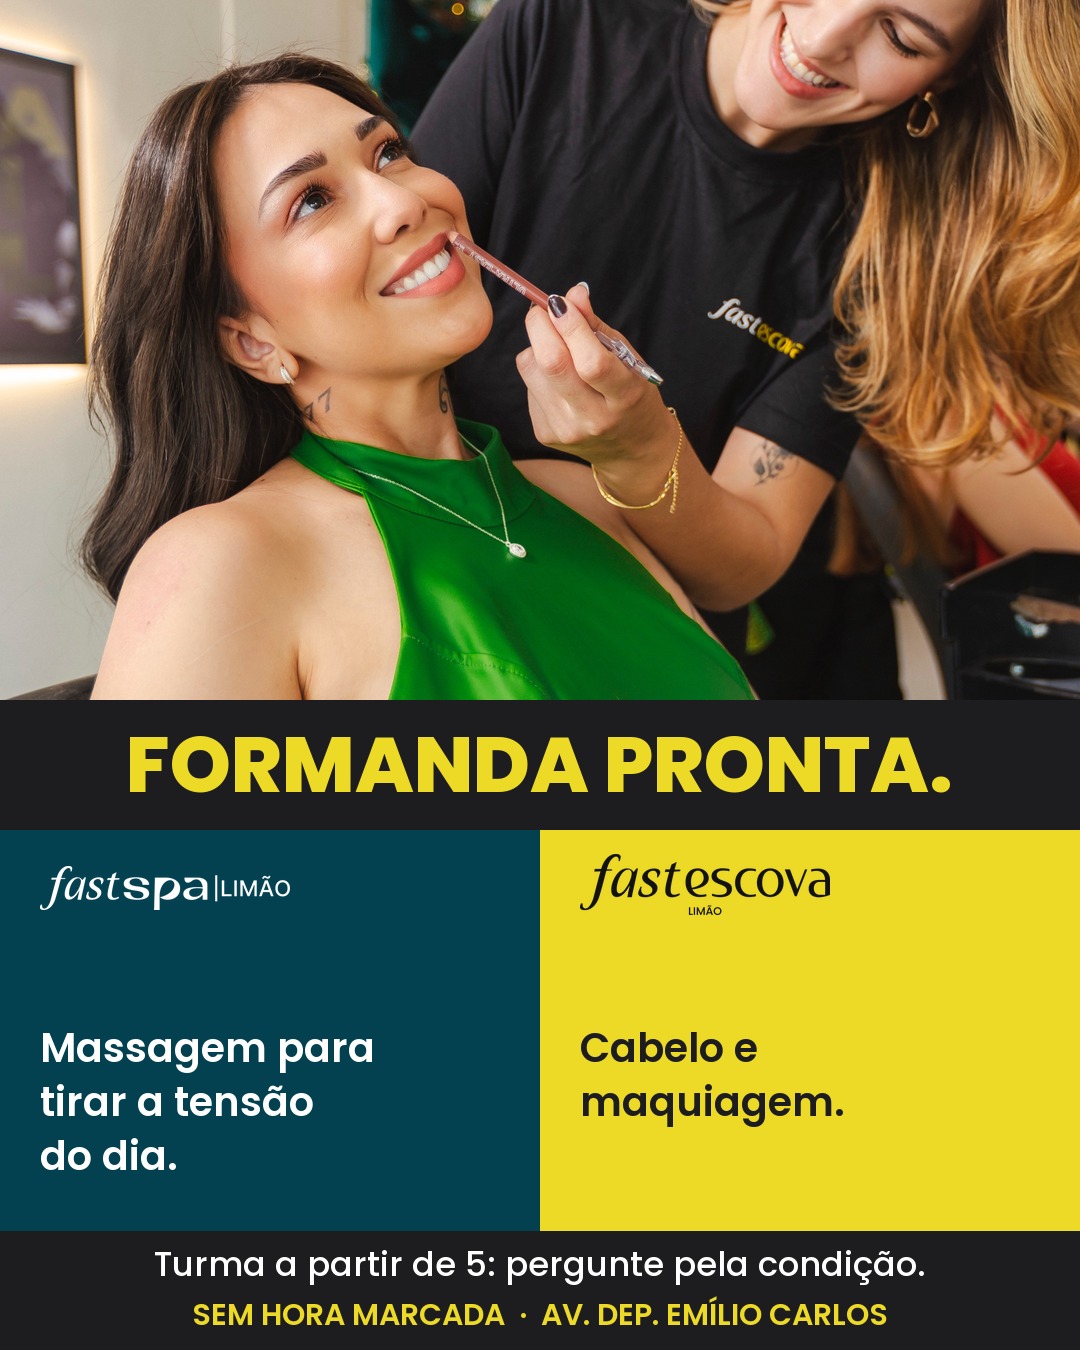 77
fastescova
FORMANDA PRONTA.
fastspa|LIMÃO
fastescova
LIMÃO
Massagem para
tirar a tensão
do dia.
Cabelo e
maquiagem.
Turma a partir de 5: pergunte pela condição.
SEM HORA MARCADA · AV. DEP. EMÍLIO CARLOS